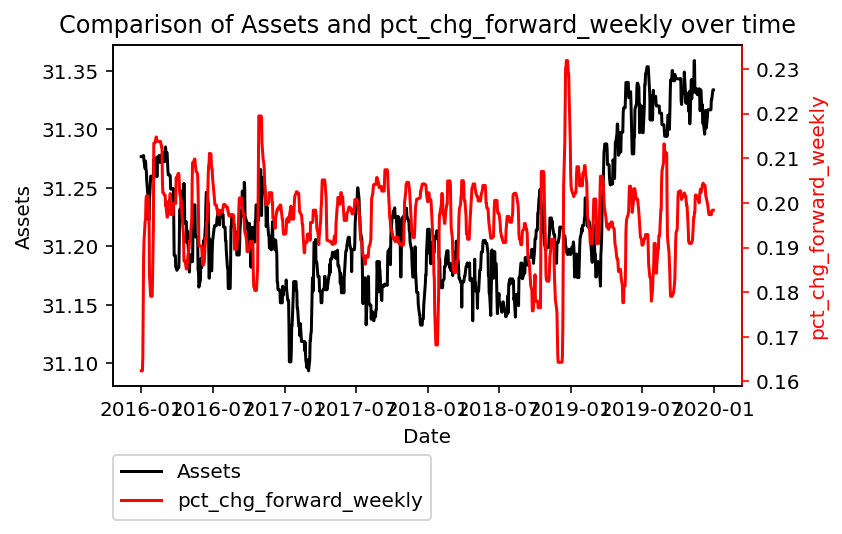 Comparison of Assets and pct_chg_forward_weekly over time
31.35
31.30
31.25
31.20
31.15
31.10
Assets
0.23
0.22
0.21
0.20
0.19
0.18
0.17
0.16
pct_chg_forward_weekly
2016-01 2016-07 2017-01 2017-07 2018-01 2018-07 2019-01 2019-07 2020-01
Date
Assets
pct_chg_forward_weekly